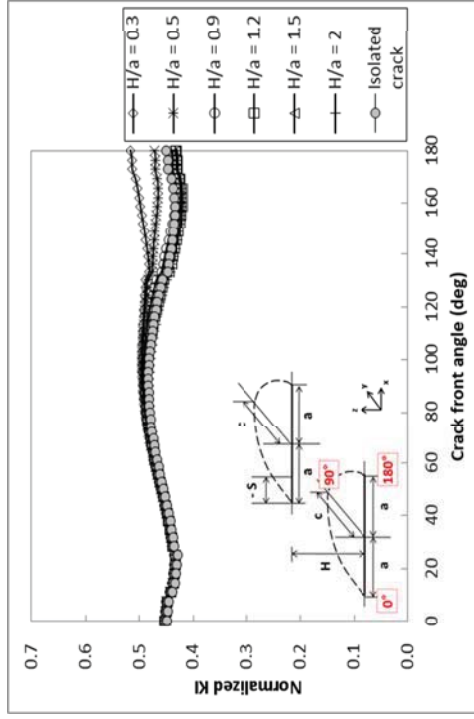 Normalized KI
0.7
0.6
0.5
0.4
0.3
0.2
0.1
0.0
0
20
40
60
80
100
120
140
160
180
Crack front angle (deg)
H/a = 0.3
H/a = 0.5
H/a = 0.9
H/a = 1.2
H/a = 1.5
H/a = 2
Isolated
crack
- S
a
a
H
c
90°
0°
180°
a
a
z
Y
x